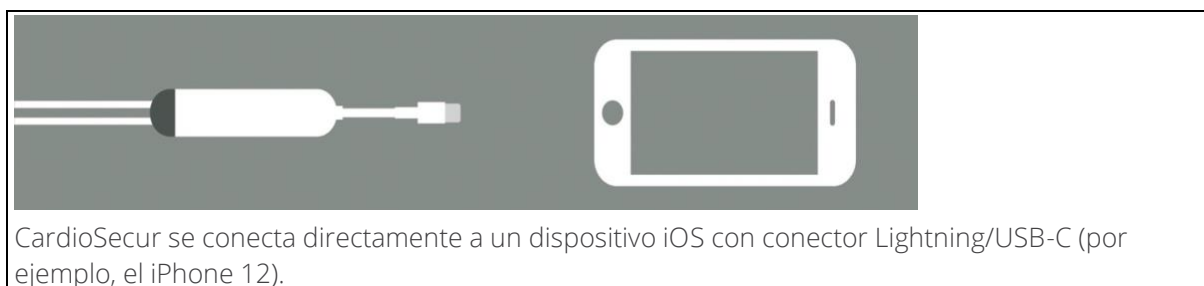 CardioSecur se conecta directamente a un dispositivo iOS con conector Lightning/USB-C (por
ejemplo, el iPhone 12).